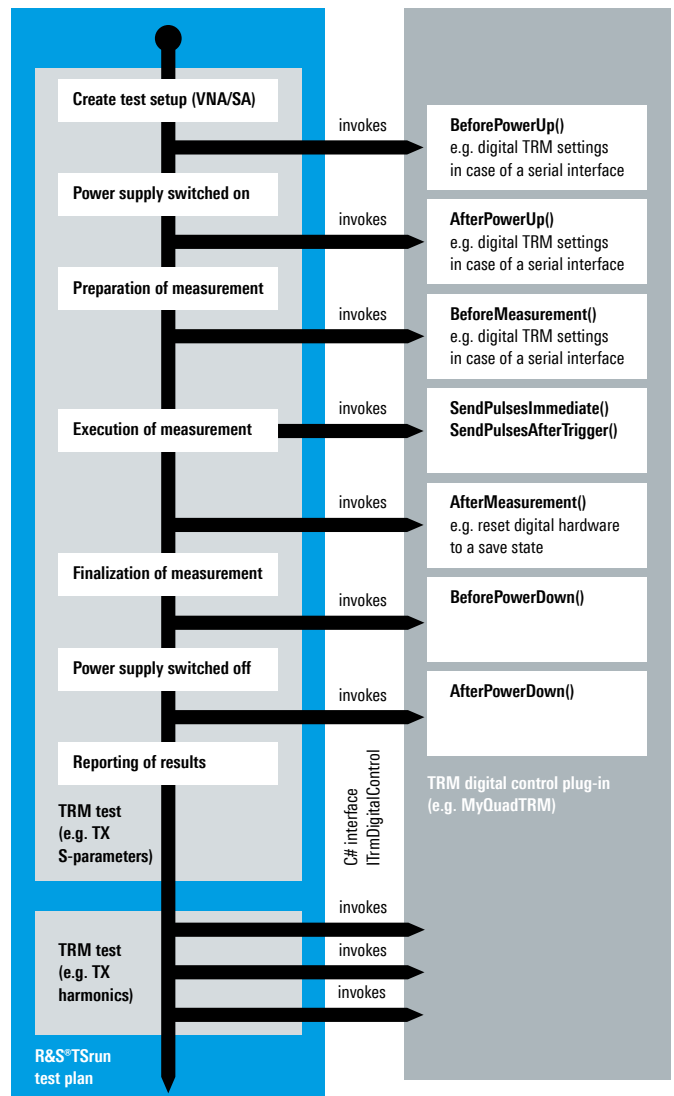 Create test setup (VNA/SA)
invokes
BeforePowerUp()
e.g. digital TRM settings
in case of a serial interface
Power supply switched on
invokes
AfterPowerUp()
e.g. digital TRM settings
in case of a serial interface
Preparation of measurement
invokes
BeforeMeasurement()
e.g. digital TRM settings
in case of a serial interface
Execution of measurement
invokes
SendPulsesImmediate()
SendPulsesAfterTrigger()
invokes
AfterMeasurement()
e.g. reset digital hardware
to a save state
Finalization of measurement
invokes
BeforePowerDown()
Power supply switched off
invokes
AfterPowerDown()
Reporting of results
C# interface
ITrmDigitalControl
TRM digital control plug-in
(e.g. MyQuadTRM)
TRM test
(e.g. TX
S-parameters)
invokes
invokes
invokes
TRM test
(e.g. TX
harmonics)
R&S®TSrun
test plan